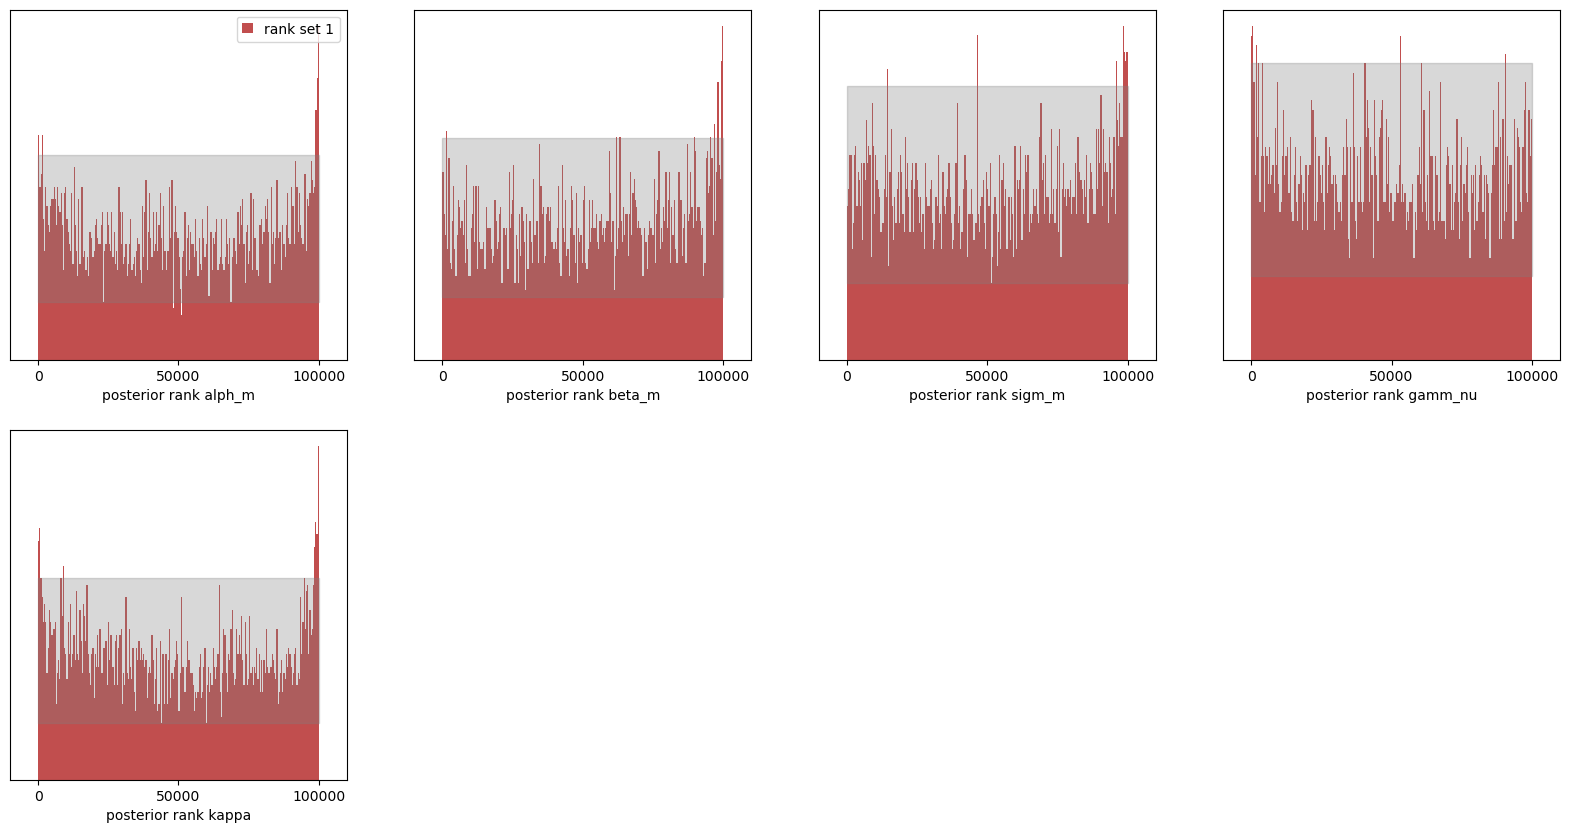 rank set 1
0 50000 100000
posterior rank alph_m
0 50000 100000
posterior rank beta_m
0 50000 100000
posterior rank sigm_m
0 50000 100000
posterior rank gamm_nu
0 50000 100000
posterior rank kappa